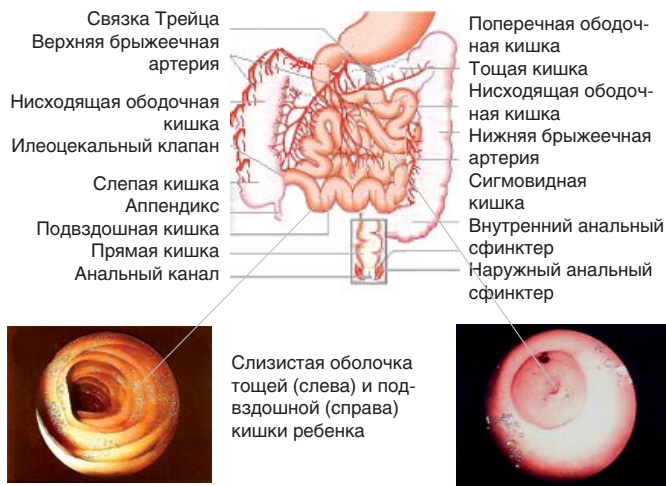 Связка Трейца
Верхняя брыжеечная
артерия
Нисходящая ободочная
кишка
Илеоцекальный клапан
Слепая кишка
Аппендикс
Подвздошная кишка
Прямая кишка
Анальный канал
Поперечная ободоч-
ная кишка
Тощая кишка
Нисходящая ободоч-
ная кишка
Нижняя брыжеечная
артерия
Сигмовидная
кишка
Внутренний анальный
сфинктер
Наружный анальный
сфинктер
Слизистая оболочка
тощей (слева) и под-
вздошной (справа)
кишки ребенка